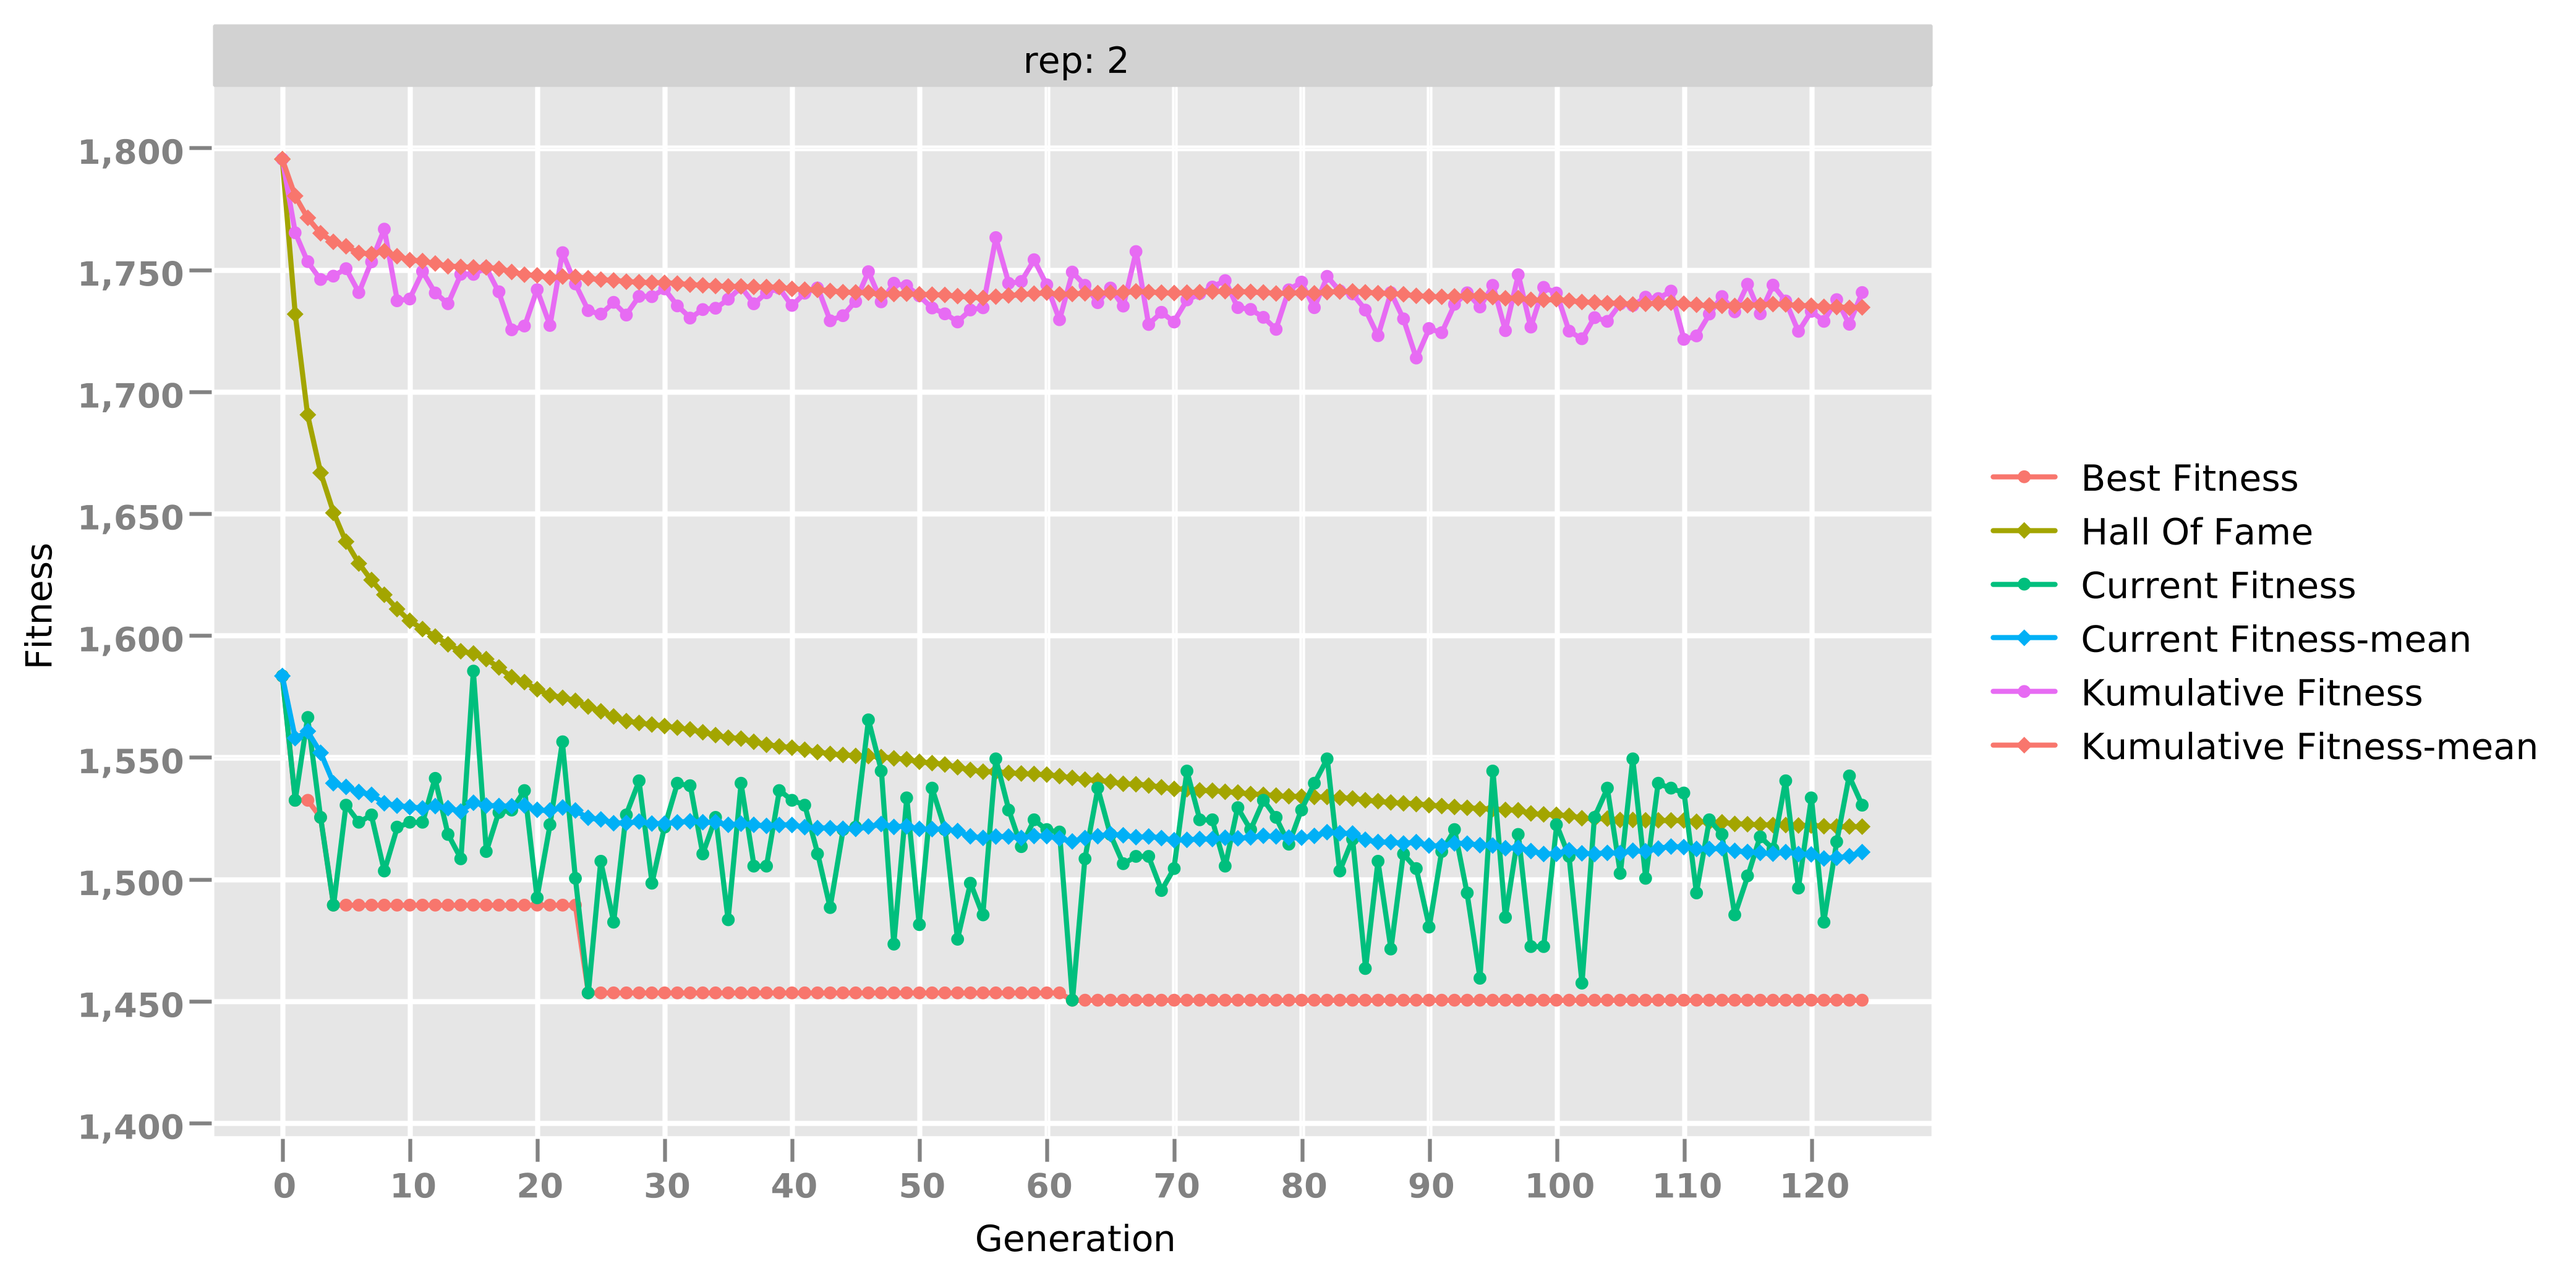 rep: 2
1,800
1,750
1,700
1,650
1,600
1,550
1,500
1,450
1,400
Fitness
0 10 20 30 40 50 60 70 80 90 100 110 120
Generation
Best Fitness
Hall Of Fame
Current Fitness
Current Fitness-mean
Kumulative Fitness
Kumulative Fitness-mean